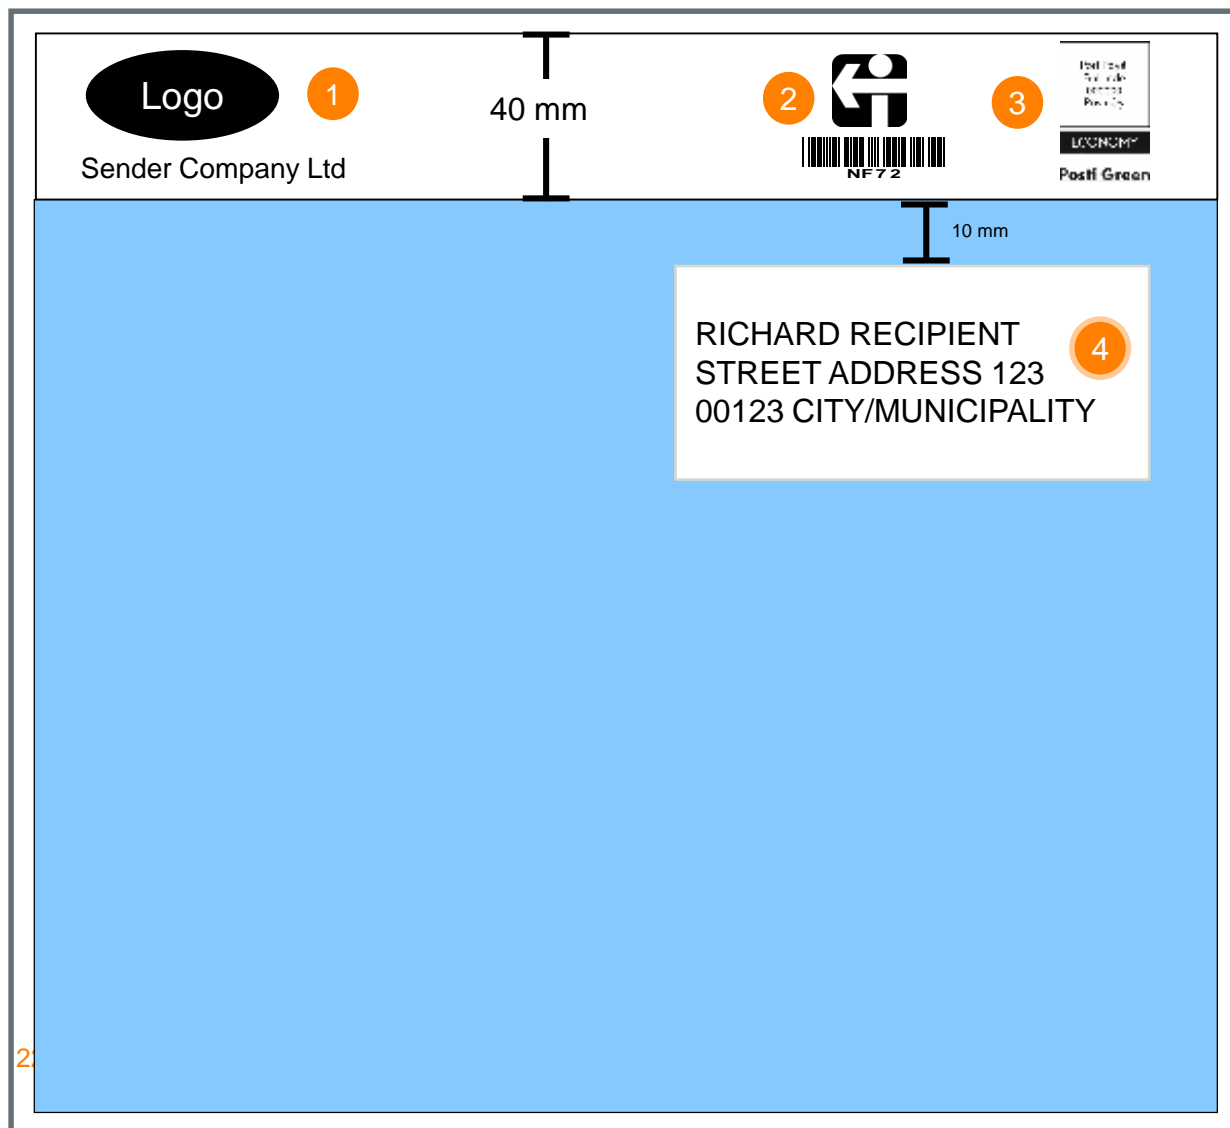 Logo
1
Sender Company Ltd
40 mm
2
NF72
3
ECONOMY
Posti Green
10 mm
RICHARD RECIPIENT
STREET ADDRESS 123
00123 CITY/MUNICIPALITY
4